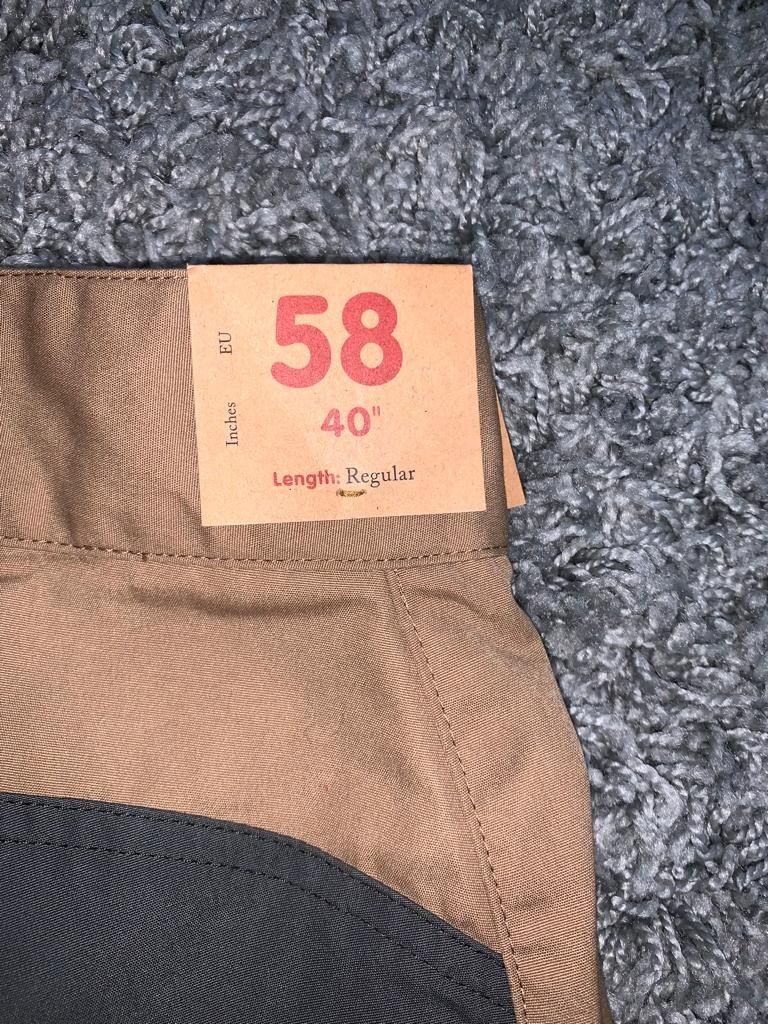 EU
58
Inches
40"
Length: Regular